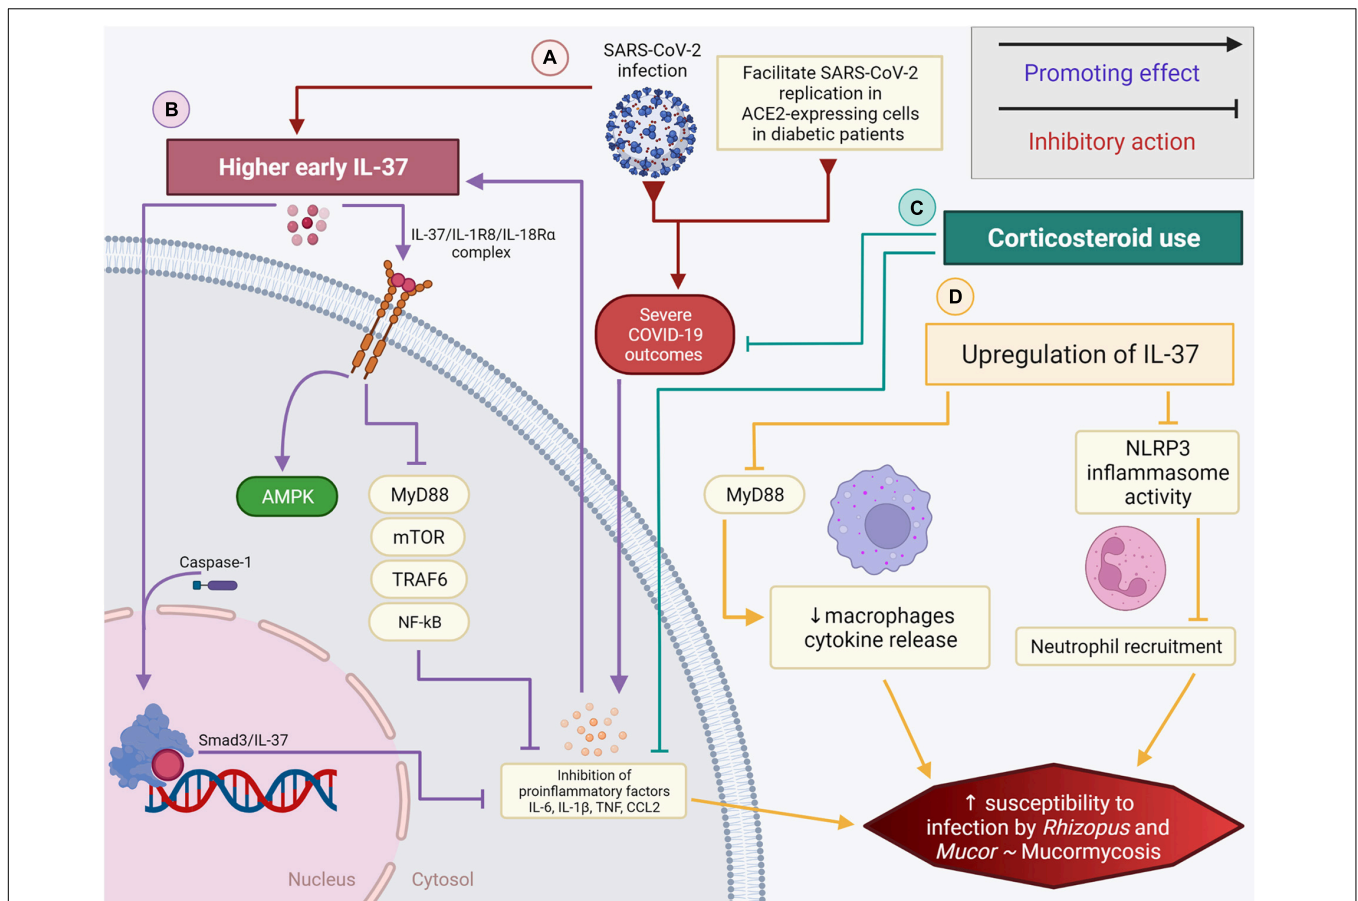 A
SARS-CoV-2
infection
Facilitate SARS-CoV-2
replication in
ACE2-expressing cells
in diabetic patients
Promoting effect
Inhibitory action
B
Higher early IL-37
IL-37/IL-1R8/IL-18Rα
complex
C
Corticosteroid use
D
Upregulation of IL-37
Severe
COVID-19
outcomes
AMPK
MyD88
mTOR
TRAF6
NF-kB
MyD88
NLRP3
inflammasome
activity
Caspase-1
↓macrophages
cytokine release
Neutrophil recruitment
Smad3/IL-37
Inhibition of
proinflammatory factors
IL-6, IL-1β, TNF, CCL2
↑ susceptibility to
infection by Rhizopus and
Mucor ~ Mucormycosis
Nucleus
Cytosol